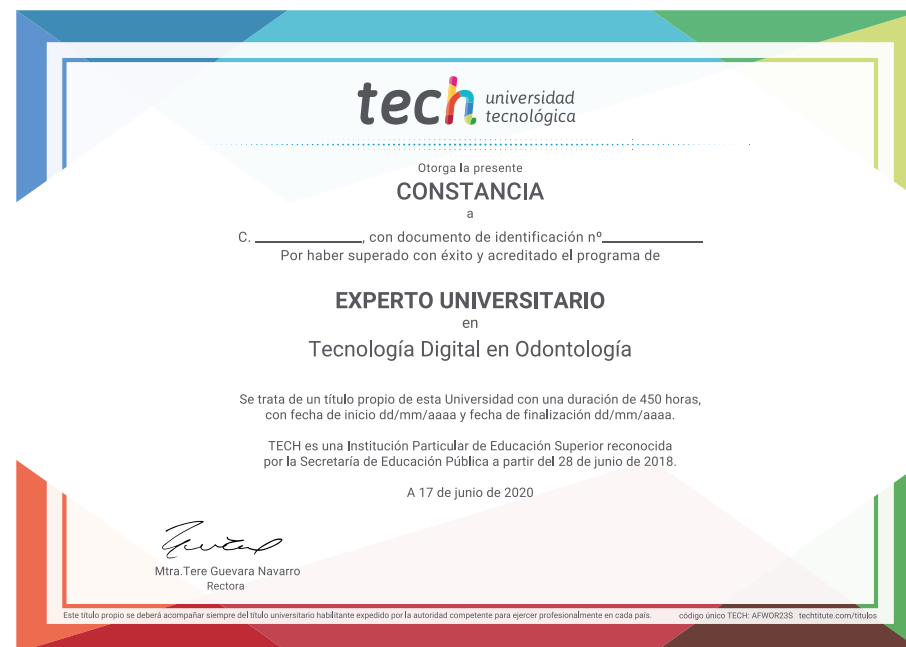 tech universidad
tecnológica
Otorga la presente
CONSTANCIA
a
C. ______________, con documento de identificación nº_____________
Por haber superado con éxito y acreditado el programa de
EXPERTO UNIVERSITARIO
en
Tecnología Digital en Odontología
Se trata de un título propio de esta Universidad con una duración de 450 horas,
con fecha de inicio dd/mm/aaaa y fecha de finalización dd/mm/aaaa.
TECH es una Institución Particular de Educación Superior reconocida
por la Secretaría de Educación Pública a partir del 28 de junio de 2018.
A 17 de junio de 2020
Mtra.Tere Guevara Navarro
Rectora
Este título propio se deberá acompañar siempre del título universitario habilitante expedido por la autoridad competente para ejercer profesionalmente en cada país. código único TECH: AFWOR23S techtitute.com/títulos